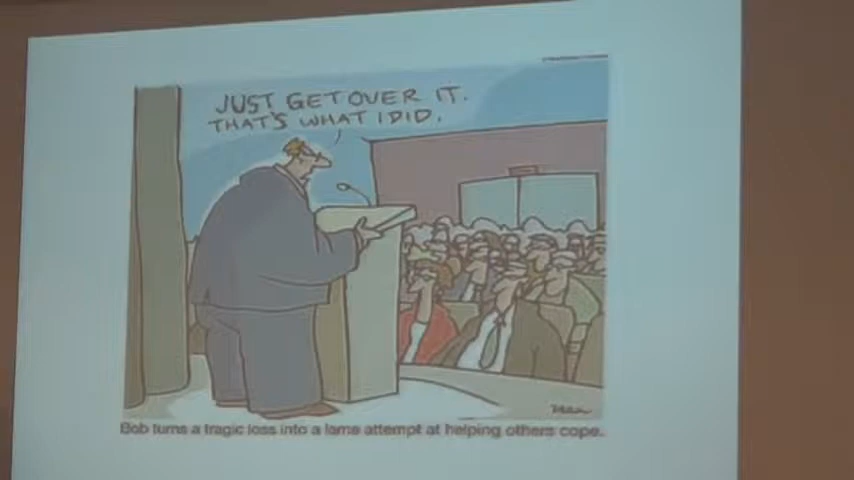 JUST GET OVER IT.
THAT'S WHAT I DID.
Bob turns a tragic loss into a lame attempt at helping others cope.